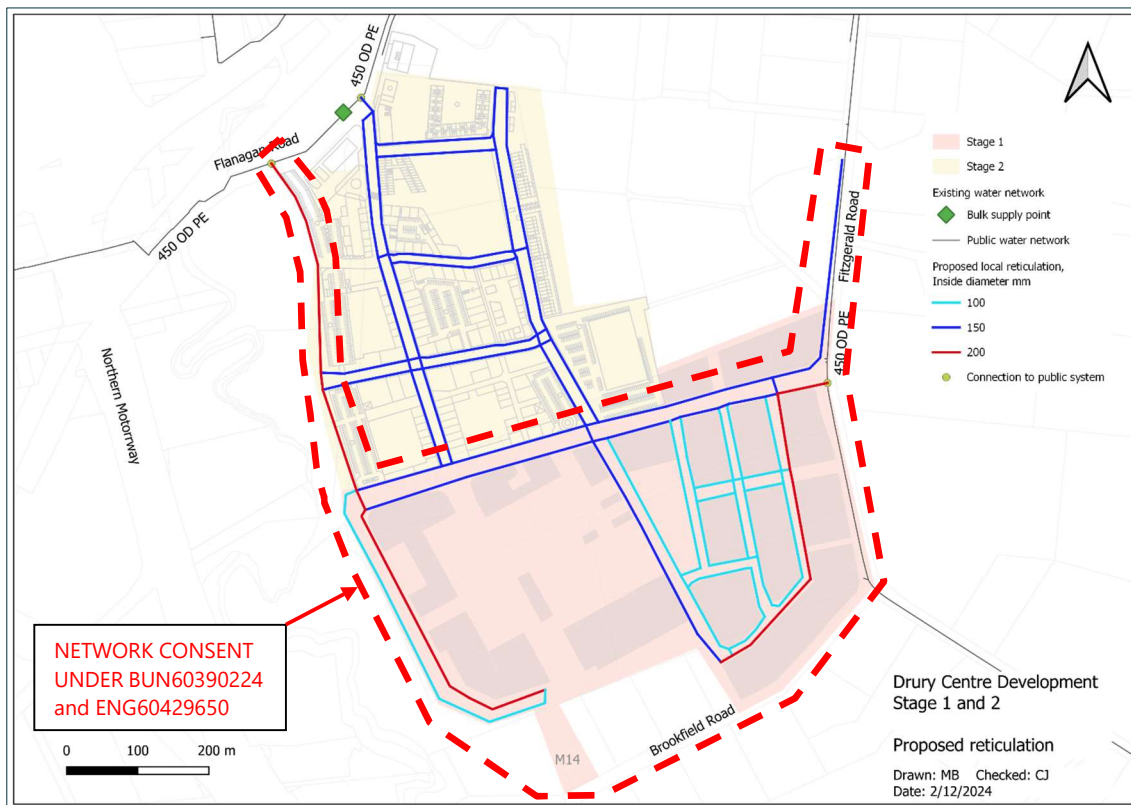 450 OD PE
Flanagan Road
450 OD PE
Northern Motorrway
Fitzgerald Road
450 OD PE
Stage 1
Stage 2
Existing water network
Bulk supply point
Public water network
Proposed local reticulation,
Inside diameter mm
100
150
200
Connection to public system
NETWORK CONSENT
UNDER BUN60390224
and ENG60429650
0 100 200 m
M14
Brookfield Road
Drury Centre Development
Stage 1 and 2
Proposed reticulation
Drawn: MB Checked: CJ
Date: 2/12/2024